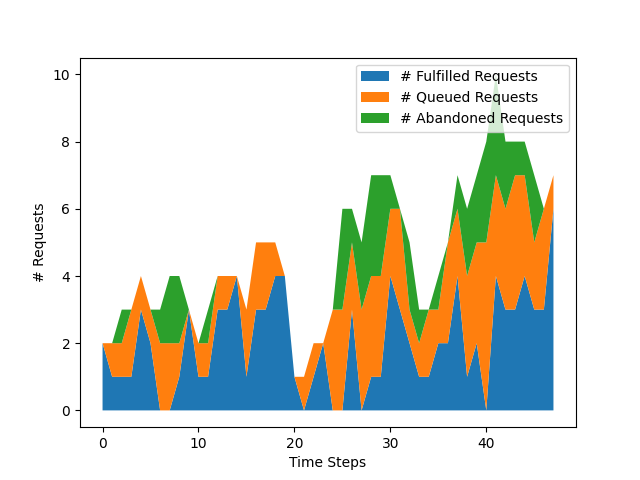 # Fulfilled Requests
# Queued Requests
# Abandoned Requests
# Requests
10
8
6
4
2
0
0 10 20 30 40
Time Steps